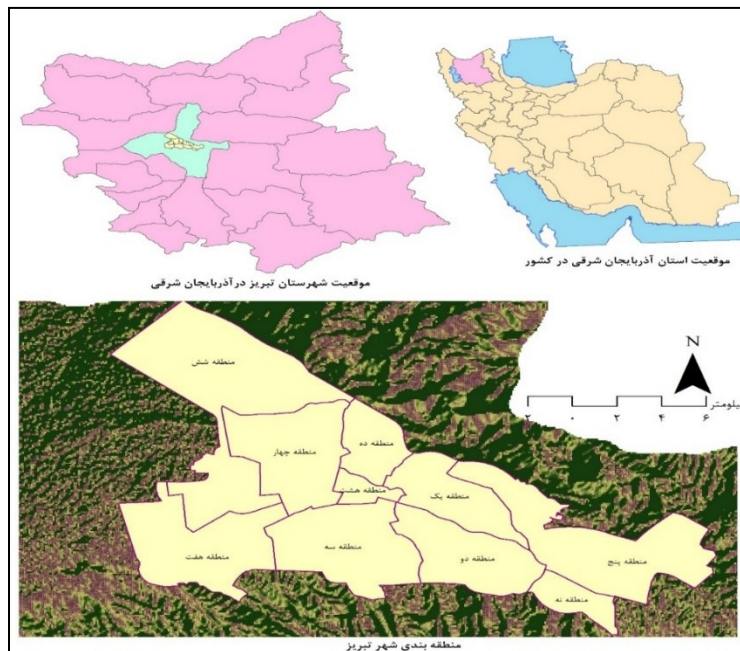 موقعیت استان آذربایجان شرقی در کشور
موقعیت شهرستان تبریز درآذربایجان شرقی
N
کیلومتر
۲ ۰ ۲ ۴ ۶
منطقه شش
منطقه ده
منطقه چهار
منطقه هشت
منطقه یک
منطقه هفت
منطقه سه
منطقه دو
منطقه پنج
منطقه نه
منطقه بندی شهر تبریز